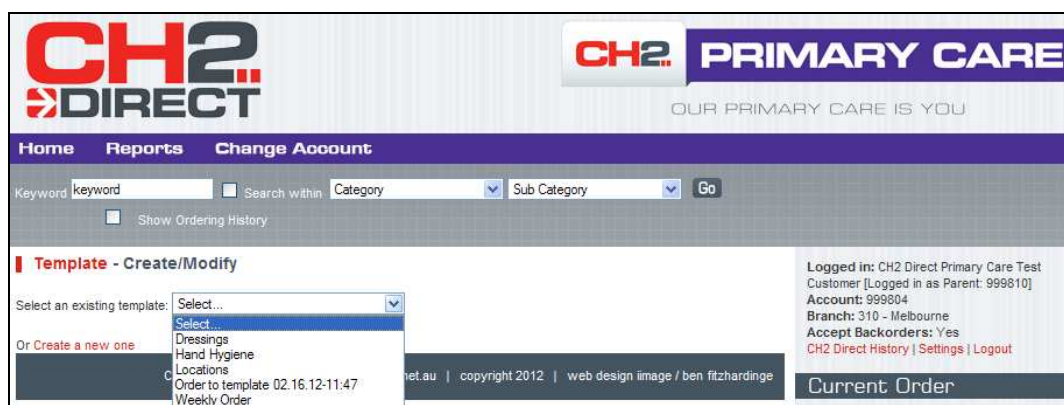 CH2
DIRECT
CH2 PRIMARY CARE
OUR PRIMARY CARE IS YOU
Home Reports Change Account
Keyword keyword Search within Category Sub Category Go
Show Ordering History
Template - Create/Modify
Select an existing template: Select...
Select...
Dressings
Hand Hygiene
Locations
Order to template 02.16.12-11:47
Weekly Order
Or Create a new one
net.au | copyright 2012 | web design iimage / ben fitzhardinge
Logged in: CH2 Direct Primary Care Test
Customer [Logged in as Parent: 999810]
Account: 999804
Branch: 310 - Melbourne
Accept Backorders: Yes
CH2 Direct History | Settings | Logout
Current Order